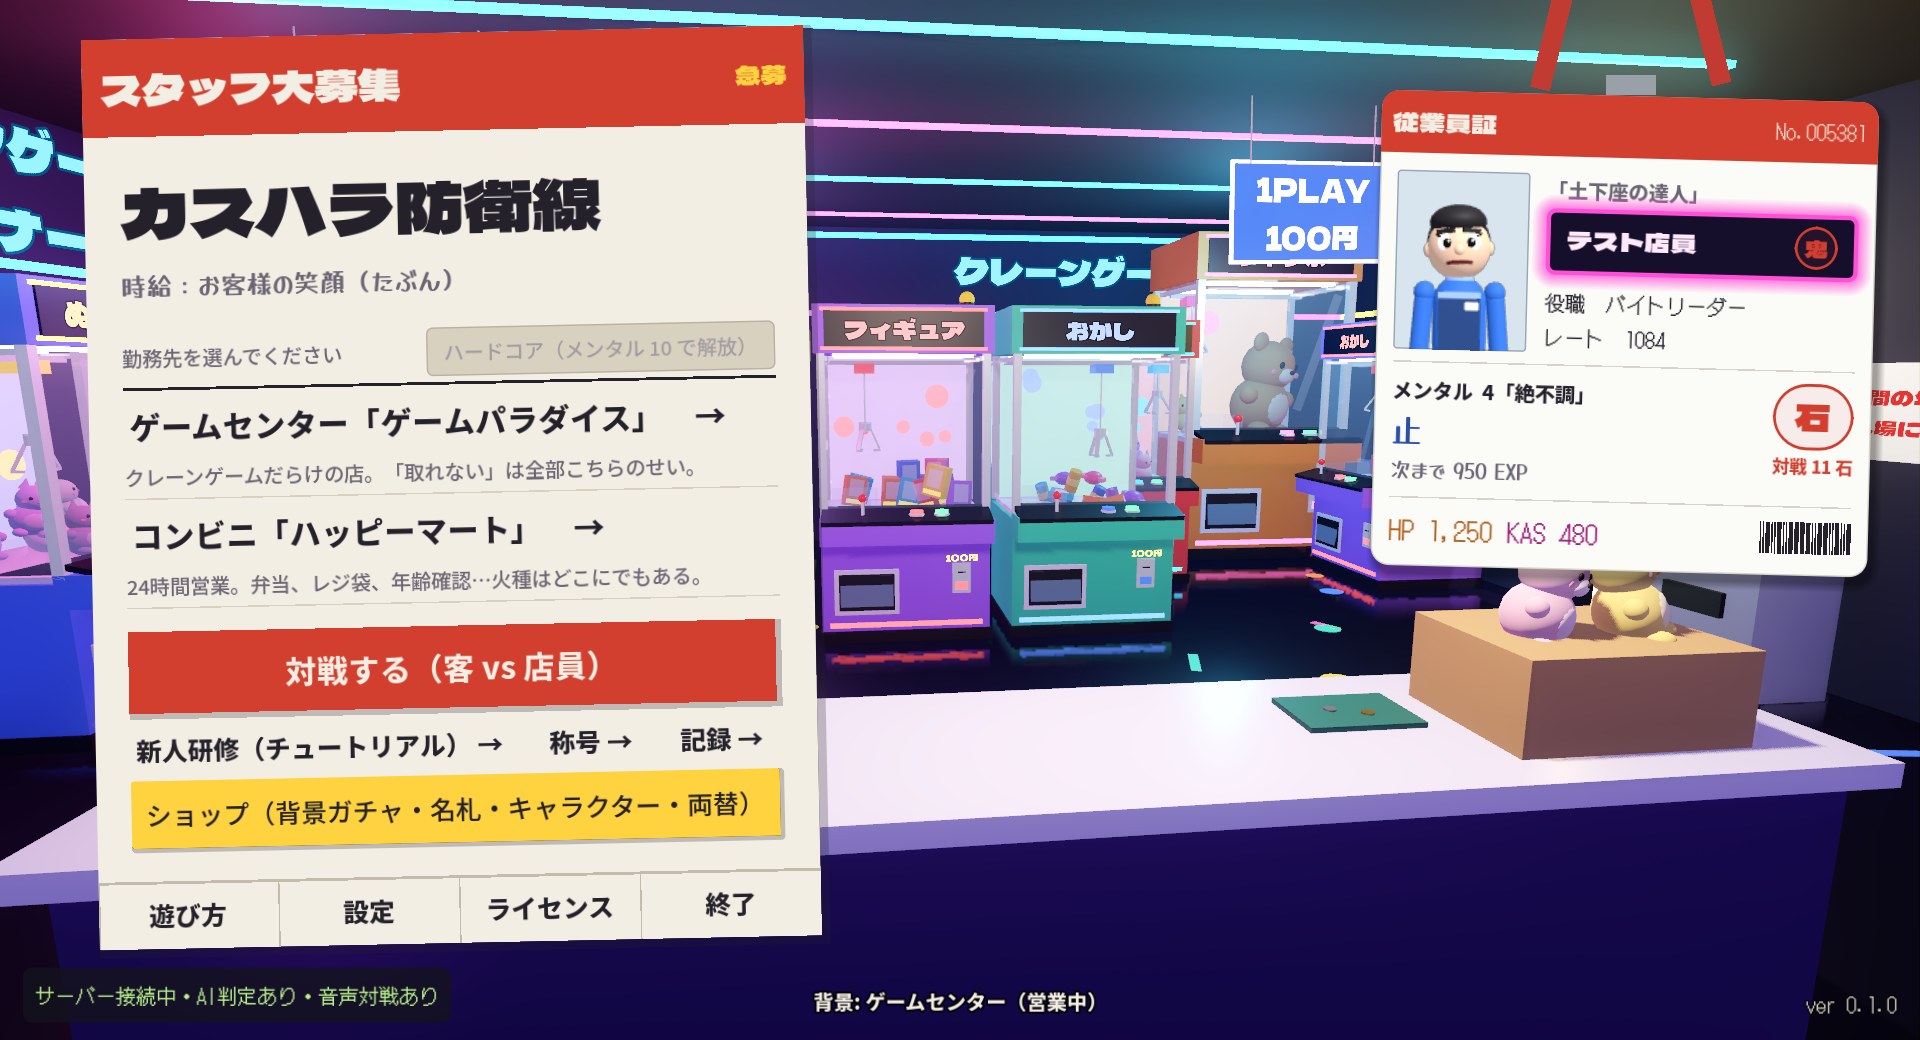 スタッフ大募集
急募
カスハラ防衛線
時給：お客様の笑顔（たぶん）
勤務先を選んでください
ハードコア（メンタル 10 で解放）
ゲームセンター「ゲームパラダイス」 →
クレーンゲームだらけの店。「取れない」は全部こちらのせい。
コンビニ「ハッピーマート」 →
24時間営業。弁当、レジ袋、年齢確認…火種はどこにでもある。
対戦する（客 vs 店員）
新人研修（チュートリアル） → 称号 → 記録 →
ショップ（背景ガチャ・名札・キャラクター・両替）
遊び方 設定 ライセンス 終了
サーバー接続中・AI判定あり・音声対戦あり
背景: ゲームセンター（営業中）
ver 0.1.0
従業員証
No. 005381
「土下座の達人」
テスト店員
役職 バイトリーダー
レート 1084
メンタル 4「絶不調」
止
次まで 950 EXP
石
対戦 11 石
HP 1,250 KAS 480
1PLAY
100円
クレーンゲー
フィギュア
おかし
おかし
100円
100円